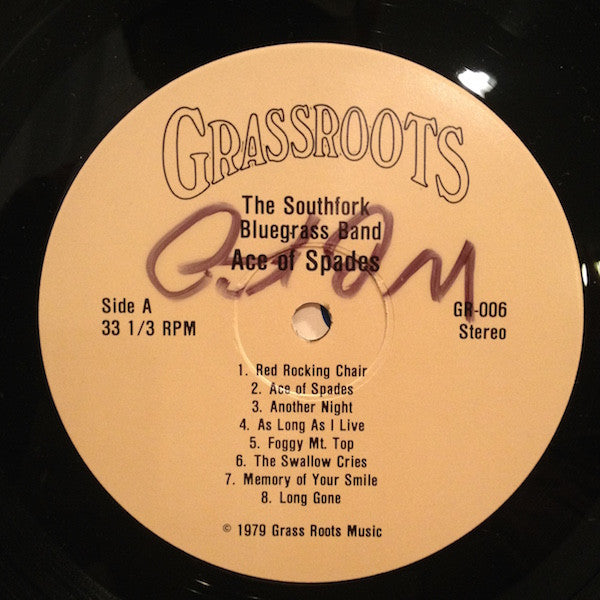 GRASSROOTS
The Southfork
Bluegrass Band
Ace of Spades
Side A
33 1/3 RPM
GR-006
Stereo
1. Red Rocking Chair
2. Ace of Spades
3. Another Night
4. As Long As I Live
5. Foggy Mt. Top
6. The Swallow Cries
7. Memory of Your Smile
8. Long Gone
© 1979 Grass Roots Music